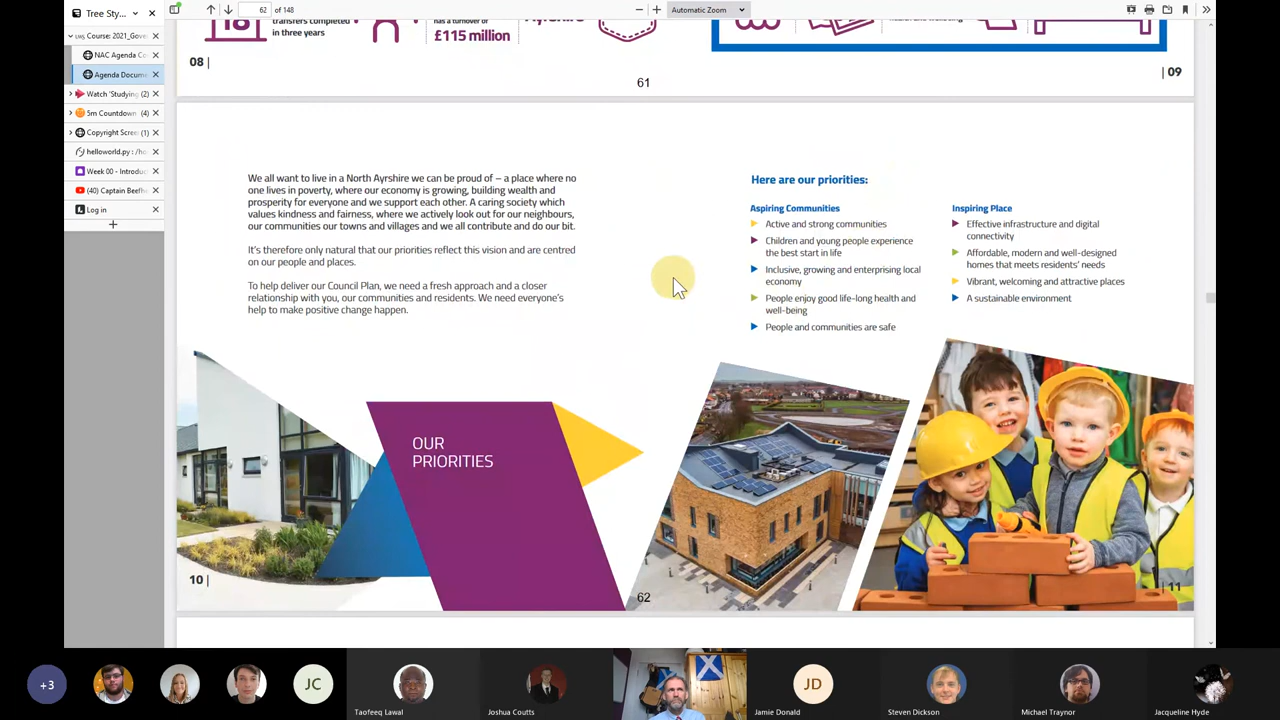 Tree Sty...
62 of 148
Automatic Zoom
Course: 2021_Gove
NAC Agenda Co
Agenda Docume
Watch 'Studying (2)
5m Countdown (4)
Copyright Scree (1)
helloworld.py : /ho
Week 00 - Introduc
(40) Captain Beefhe
Log in
transfers completed
in three years
has a turnover of
£115 million
08 |
61
| 09
We all want to live in a North Ayrshire we can be proud of – a place where no
one lives in poverty, where our economy is growing, building wealth and
prosperity for everyone and we support each other. A caring society which
values kindness and fairness, where we actively look out for our neighbours,
our communities our towns and villages and we all contribute and do our bit.
It's therefore only natural that our priorities reflect this vision and are centred
on our people and places.
To help deliver our Council Plan, we need a fresh approach and a closer
relationship with you, our communities and residents. We need everyone's
help to make positive change happen.
Here are our priorities:
Aspiring Communities
Active and strong communities
Children and young people experience
the best start in life
Inclusive, growing and enterprising local
economy
People enjoy good life-long health and
well-being
People and communities are safe
Inspiring Place
Effective infrastructure and digital
connectivity
Affordable, modern and well-designed
homes that meets residents' needs
Vibrant, welcoming and attractive places
A sustainable environment
OUR
PRIORITIES
10 |
62
| 11
+3
JC
Taofeeq Lawal
Joshua Coutts
JD
Jamie Donald
Steven Dickson
Michael Traynor
Jacqueline Hyde